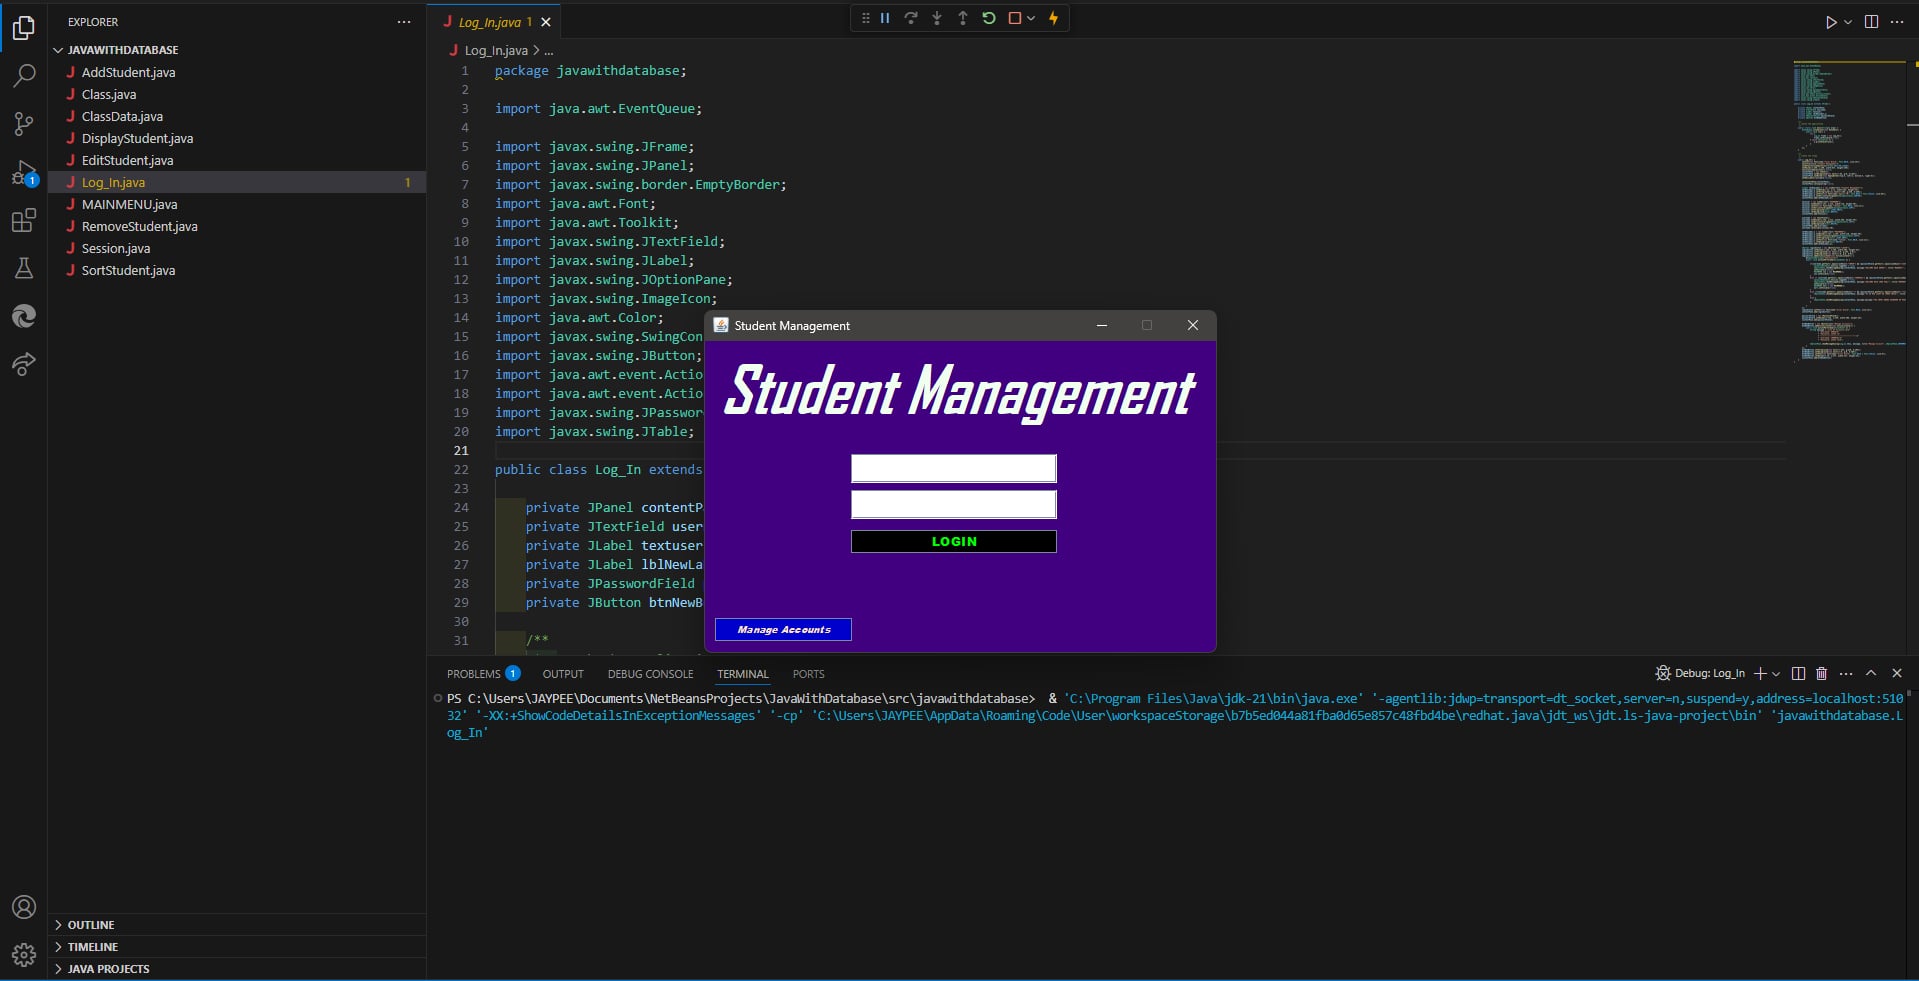 EXPLORER
JAVAWITHDATABASE
AddStudent.java
Class.java
ClassData.java
DisplayStudent.java
EditStudent.java
Log_In.java 1
MAINMENU.java
RemoveStudent.java
Session.java
SortStudent.java
OUTLINE
TIMELINE
JAVA PROJECTS
1
Log_In.java 1
Log_In.java > ...
1 package javawithdatabase;
2
3 import java.awt.EventQueue;
4
5 import javax.swing.JFrame;
6 import javax.swing.JPanel;
7 import javax.swing.border.EmptyBorder;
8 import java.awt.Font;
9 import java.awt.Toolkit;
10 import javax.swing.JTextField;
11 import javax.swing.JLabel;
12 import javax.swing.JOptionPane;
13 import javax.swing.ImageIcon;
14 import java.awt.Color;
15 import javax.swing.SwingCon
16 import javax.swing.JButton;
17 import java.awt.event.Actio
18 import java.awt.event.Actio
19 import javax.swing.JPasswor
20 import javax.swing.JTable;
21
22 public class Log_In extends
23
24 private JPanel contentP
25 private JTextField user
26 private JLabel textuser
27 private JLabel lblNewLa
28 private JPasswordField
29 private JButton btnNewB
30
31 /**
Student Management
Student Management
LOGIN
Manage Accounts
PROBLEMS 1 OUTPUT DEBUG CONSOLE TERMINAL PORTS
Debug: Log_In
PS C:\Users\JAYPEE\Documents\NetBeansProjects\JavaWithDatabase\src\javawithdatabase> & 'C:\Program Files\Java\jdk-21\bin\java.exe' '-agentlib:jdwp=transport=dt_socket,server=n,suspend=y,address=localhost:5103
32' '-XX:+ShowCodeDetailsInExceptionMessages' '-cp' 'C:\Users\JAYPEE\AppData\Roaming\Code\User\workspaceStorage\b7b5ed044a81fba0d65e857c48fbd4be\redhat.java\jdt_ws\jdt.ls-java-project\bin' 'javawithdatabase.L
og_In'